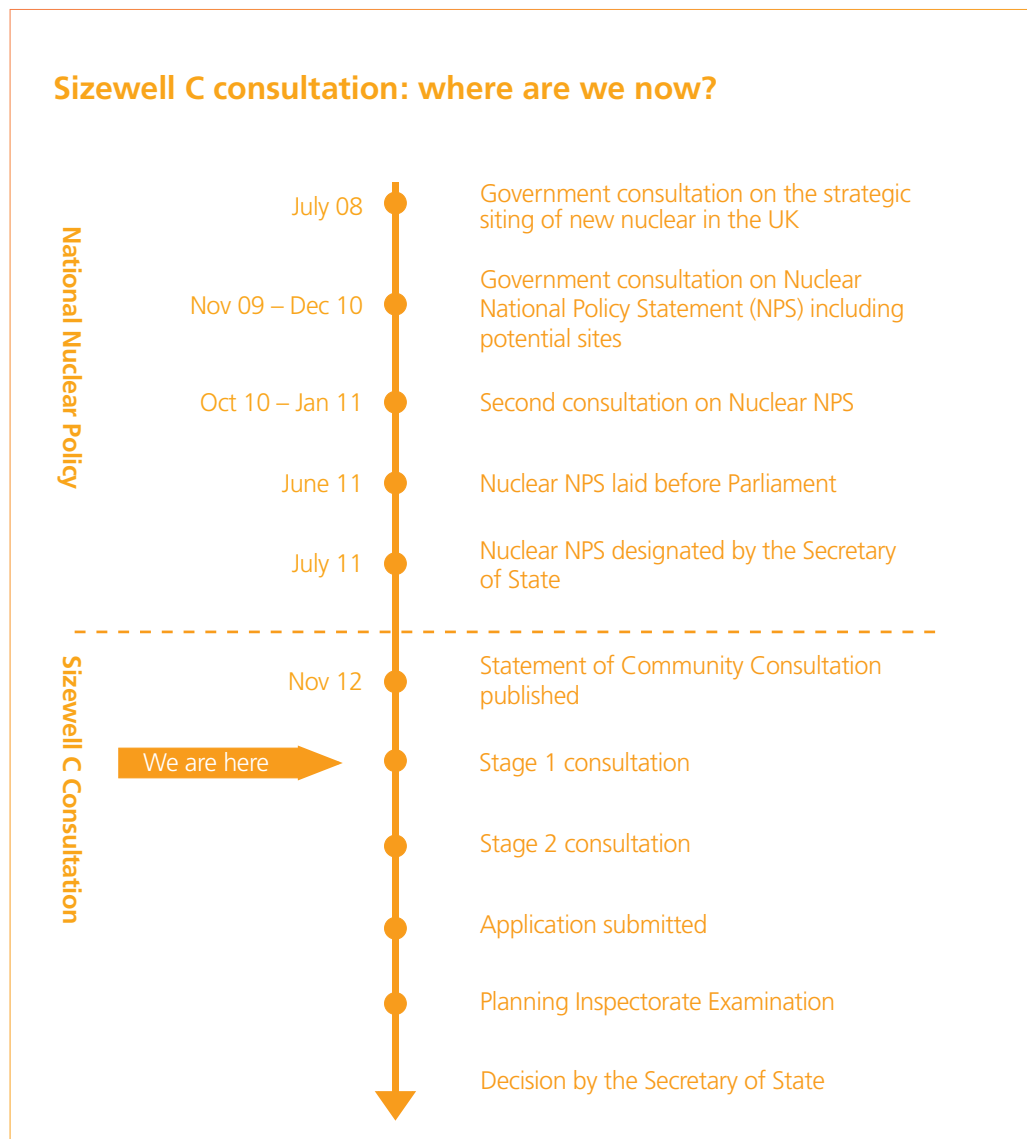 Sizewell C consultation: where are we now?
National Nuclear Policy
July 08
Government consultation on the strategic
siting of new nuclear in the UK
Nov 09 – Dec 10
Government consultation on Nuclear
National Policy Statement (NPS) including
potential sites
Oct 10 – Jan 11
Second consultation on Nuclear NPS
June 11
Nuclear NPS laid before Parliament
July 11
Nuclear NPS designated by the Secretary
of State
Sizewell C Consultation
Nov 12
Statement of Community Consultation
published
We are here
Stage 1 consultation
Stage 2 consultation
Application submitted
Planning Inspectorate Examination
Decision by the Secretary of State